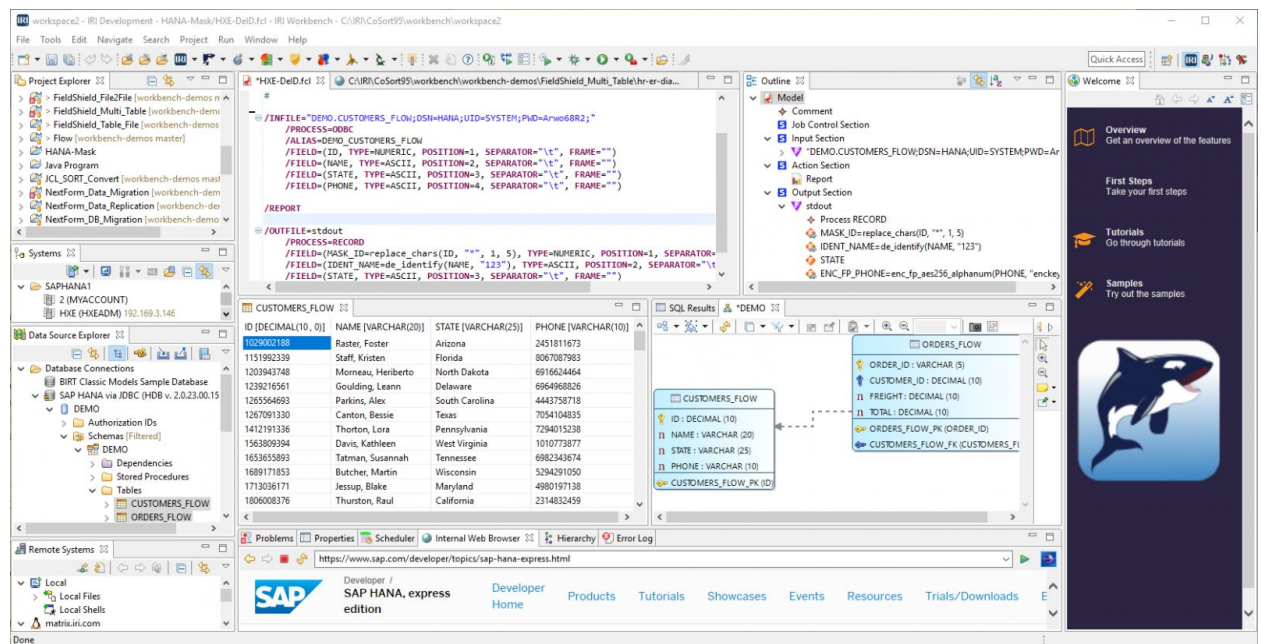 workspace2 - IRI Development - HANA-Mask/HXE-DeID.fcl - IRI Workbench - C:\IRI\CoSort95\workbench\workspace2
File Tools Edit Navigate Search Project Run Window Help
Quick Access
Project Explorer
> FieldShield_File2File [workbench-demos m
> FieldShield_Multi_Table [workbench-dem
> FieldShield_Table_File [workbench-demos
> Flow [workbench-demos master]
HANA-Mask
Java Program
JCL_SORT_Convert [workbench-demos mast
NextForm_Data_Migration [workbench-dem
NextForm_Data_Replication [workbench-de
NextForm_DB_Migration [workbench-demo
Systems
SAPHANA1
2 (MYACCOUNT)
HXE (HXEADM) 192.169.3.146
Data Source Explorer
Database Connections
BIRT Classic Models Sample Database
SAP HANA via JDBC (HDB v. 2.0.23.00.15
DEMO
Authorization IDs
Schemas [Filtered]
DEMO
Dependencies
Stored Procedures
Tables
CUSTOMERS_FLOW
ORDERS_FLOW
Remote Systems
Local
Local Files
Local Shells
matrix.iri.com
Done
*HXE-DeID.fcl
C:\IRI\CoSort95\workbench\workbench-demos\FieldShield_Multi_Table\hr-er-dia...
#
/INFILE="DEMO.CUSTOMERS_FLOW;DSN=HANA;UID=SYSTEM;PWD=Arwo68R2;"
/PROCESS=ODBC
/ALIAS=DEMO_CUSTOMERS_FLOW
/FIELD=(ID, TYPE=NUMERIC, POSITION=1, SEPARATOR="\t", FRAME="")
/FIELD=(NAME, TYPE=ASCII, POSITION=2, SEPARATOR="\t", FRAME="")
/FIELD=(STATE, TYPE=ASCII, POSITION=3, SEPARATOR="\t", FRAME="")
/FIELD=(PHONE, TYPE=ASCII, POSITION=4, SEPARATOR="\t", FRAME="")
/REPORT
/OUTFILE=stdout
/PROCESS=RECORD
/FIELD=(MASK_ID=replace_chars(ID, "*", 1, 5), TYPE=NUMERIC, POSITION=1, SEPARATOR=
/FIELD=(IDENT_NAME=de_identify(NAME, "123"), TYPE=ASCII, POSITION=2, SEPARATOR="\t
/FIELD=(STATE, TYPE=ASCII, POSITION=3, SEPARATOR="\t", FRAME="")
Outline
Model
Comment
Job Control Section
Input Section
"DEMO.CUSTOMERS_FLOW;DSN=HANA;UID=SYSTEM;PWD=Ar
Action Section
Report
Output Section
stdout
Process RECORD
MASK_ID=replace_chars(ID, "*", 1, 5)
IDENT_NAME=de_identify(NAME, "123")
STATE
ENC_FP_PHONE=enc_fp_aes256_alphanum(PHONE, "enckey
CUSTOMERS_FLOW
ID [DECIMAL(10 , 0)] NAME [VARCHAR(20)] STATE [VARCHAR(25)] PHONE [VARCHAR(10)]
1029002188 Raster, Foster Arizona 2451811673
1151992339 Staff, Kristen Florida 8067087983
1203943748 Morneau, Heriberto North Dakota 6916624464
1239216561 Goulding, Leann Delaware 6964968826
1265564693 Parkins, Alex South Carolina 4443758718
1267091330 Canton, Bessie Texas 7054104835
1412191336 Thorton, Lora Pennsylvania 7294015238
1563809394 Davis, Kathleen West Virginia 1010773877
1653655893 Tatman, Susannah Tennessee 6982343674
1689171853 Butcher, Martin Wisconsin 5294291050
1713036171 Jessup, Blake Maryland 4980197138
1806008376 Thurston, Raul California 2314832459
SQL Results *DEMO
CUSTOMERS_FLOW
ID : DECIMAL (10)
NAME : VARCHAR (20)
STATE : VARCHAR (25)
PHONE : VARCHAR (10)
CUSTOMERS_FLOW_PK (ID)
ORDERS_FLOW
ORDER_ID : VARCHAR (5)
CUSTOMER_ID : DECIMAL (10)
FREIGHT : DECIMAL (10)
TOTAL : DECIMAL (10)
ORDERS_FLOW_PK (ORDER_ID)
CUSTOMERS_FLOW_FK (CUSTOMERS_Fl
Problems Properties Scheduler Internal Web Browser Hierarchy Error Log
https://www.sap.com/developer/topics/sap-hana-express.html
SAP
Developer /
SAP HANA, express edition
Developer Home
Products Tutorials Showcases Events Resources Trials/Downloads E
Welcome
Overview
Get an overview of the features
First Steps
Take your first steps
Tutorials
Go through tutorials
Samples
Try out the samples